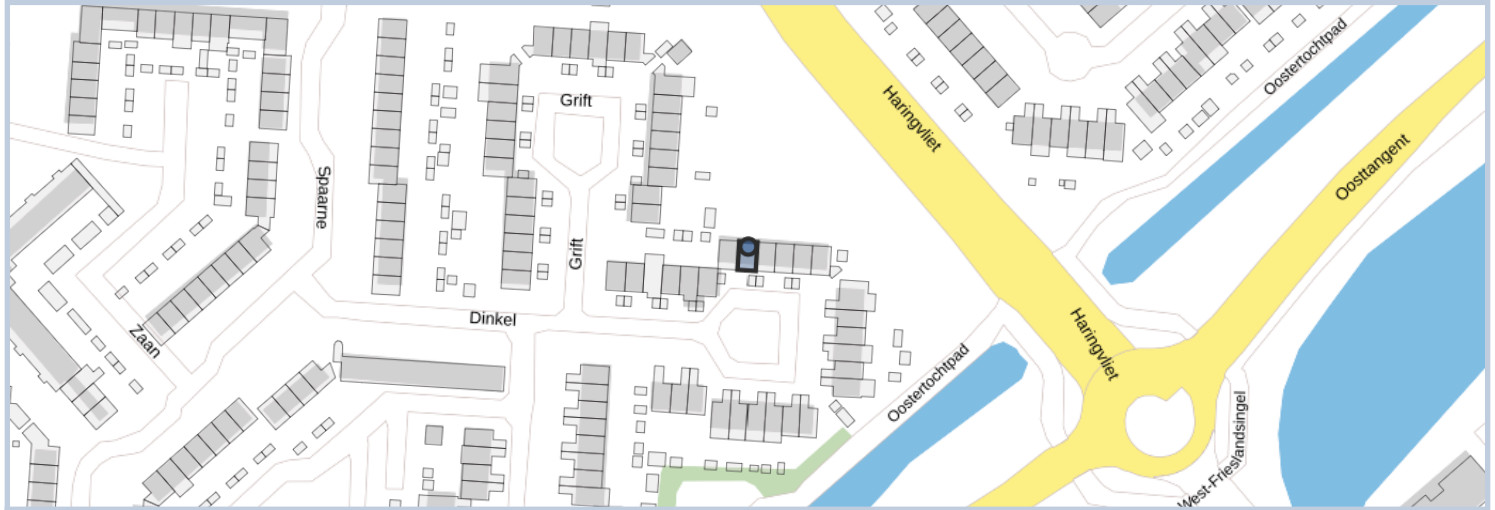 Oostertochtpad
Grift
Haringvliet
Oosttangent
Spaarne
Grift
Dinkel
Zaan
Haringvliet
Oostertochtpad
West-Frieslandsingel